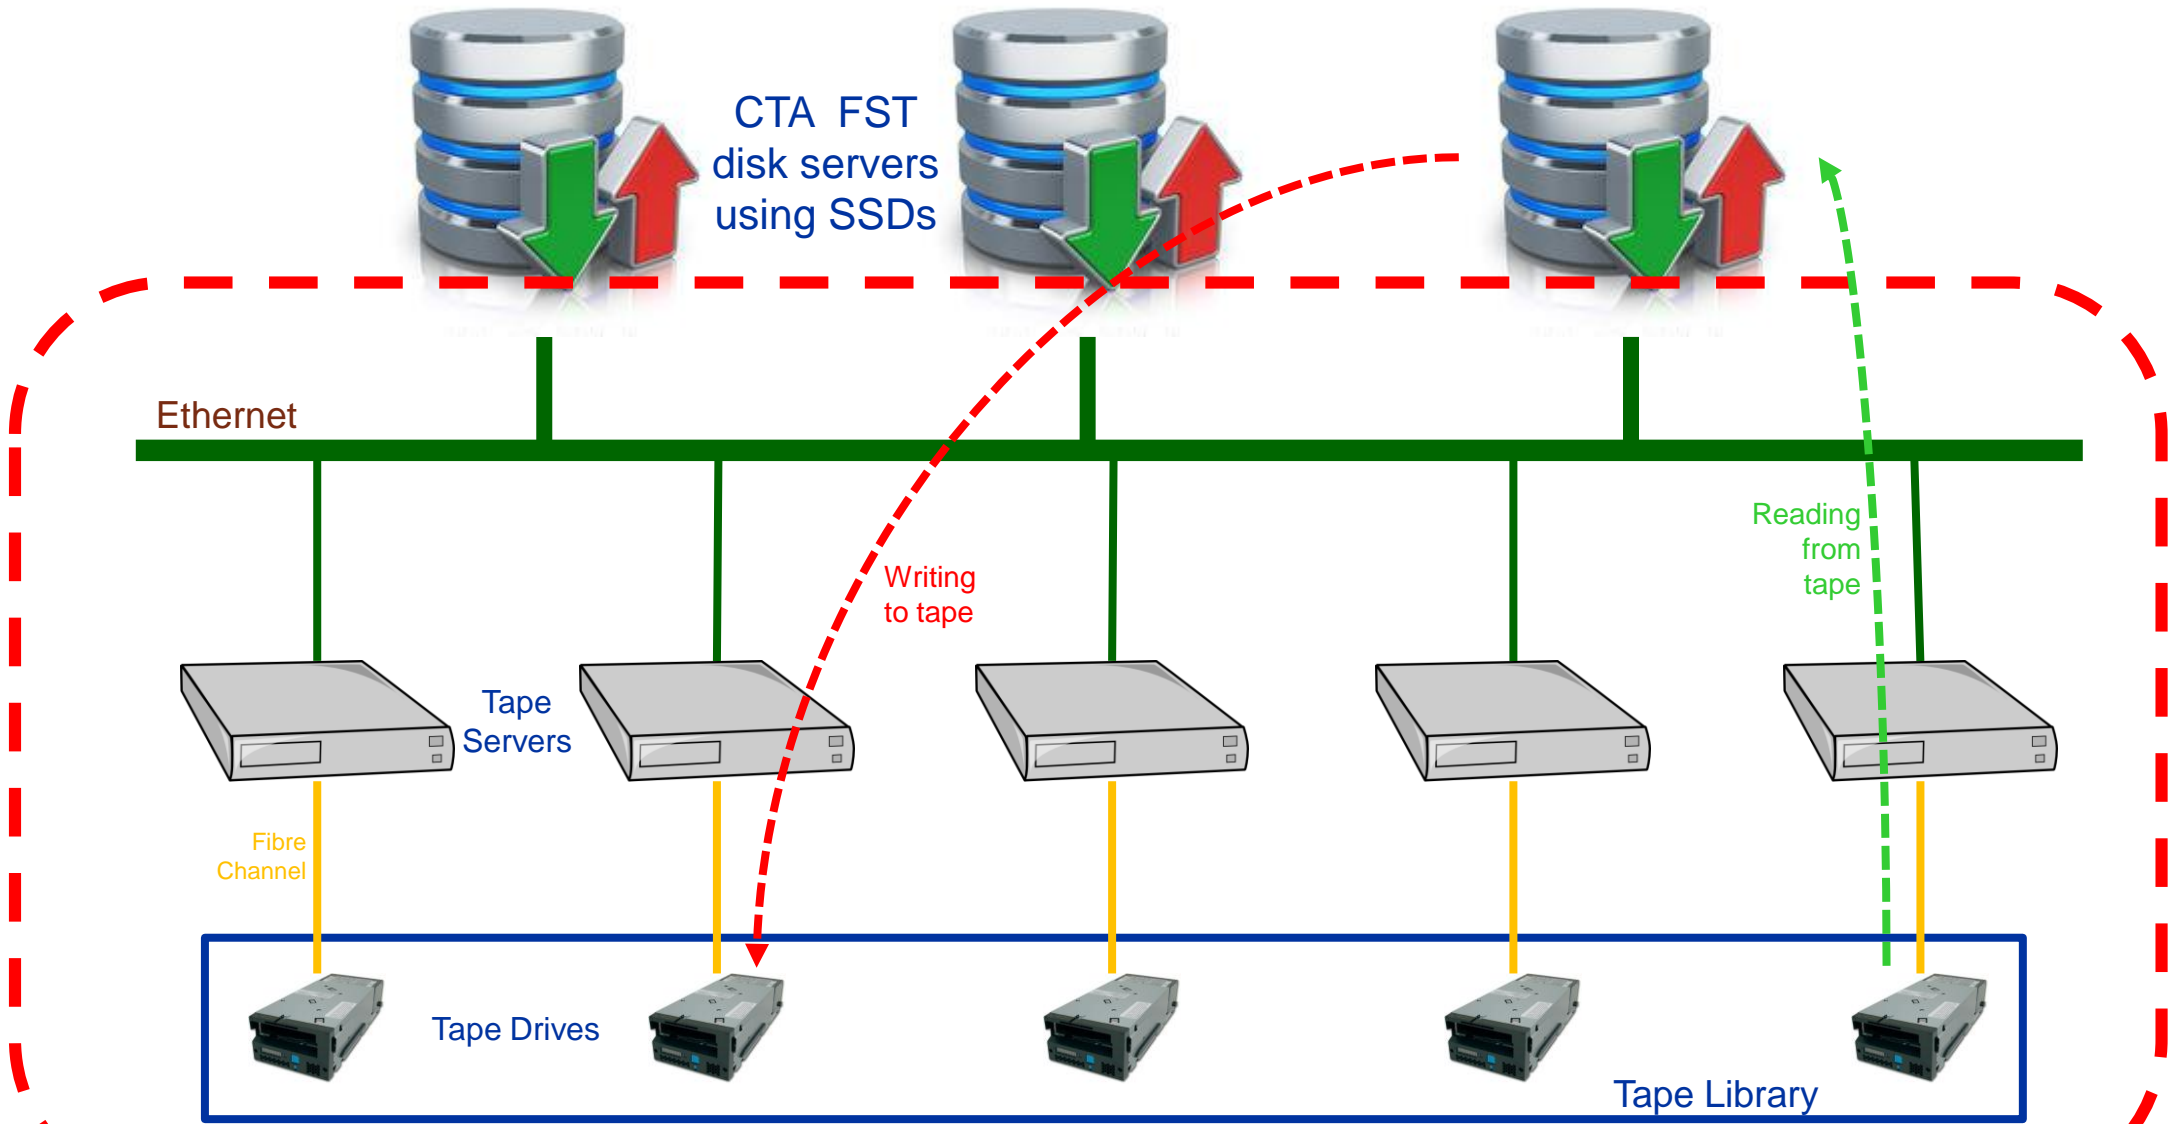 CTA FST
disk servers
using SSDs
Ethernet
Reading
from
tape
Writing
to tape
Tape
Servers
Fibre
Channel
Tape Drives
Tape Library